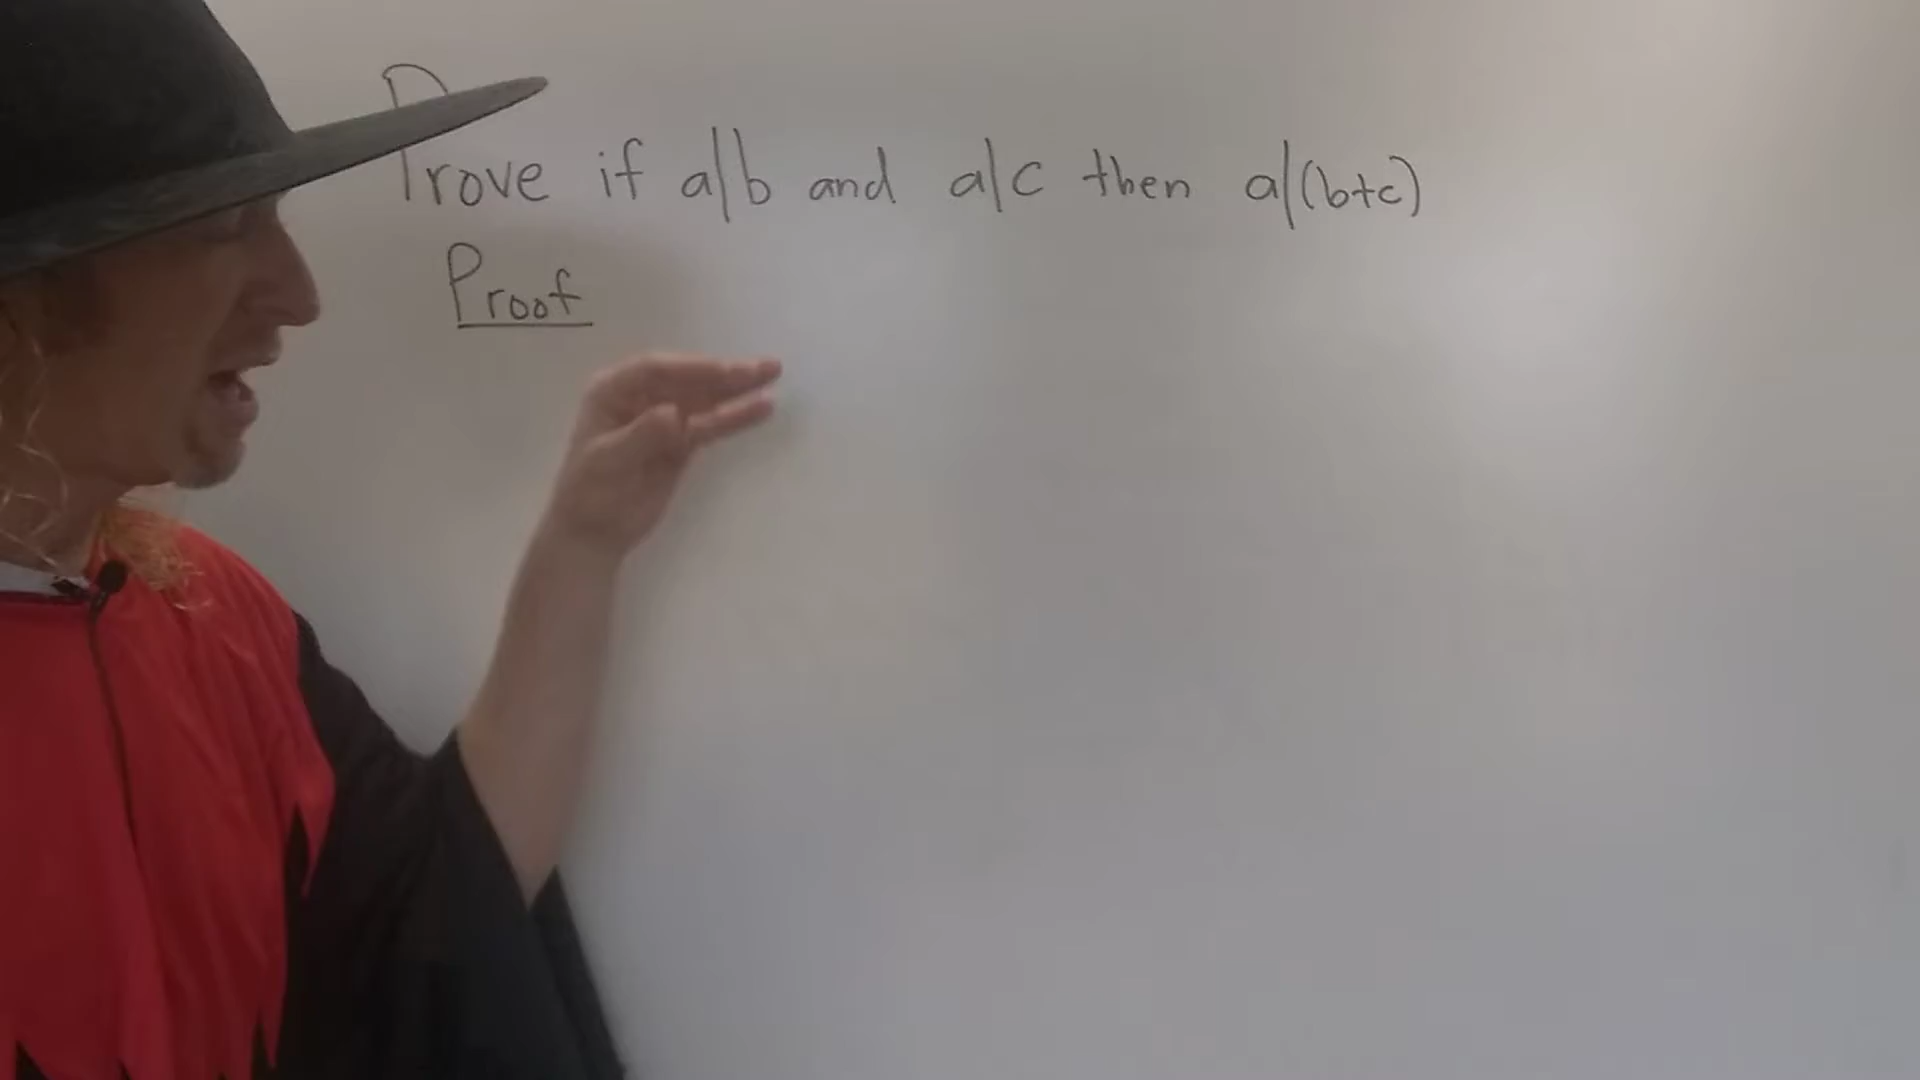 Prove if a|b and a|c then a|(b+c)
Proof